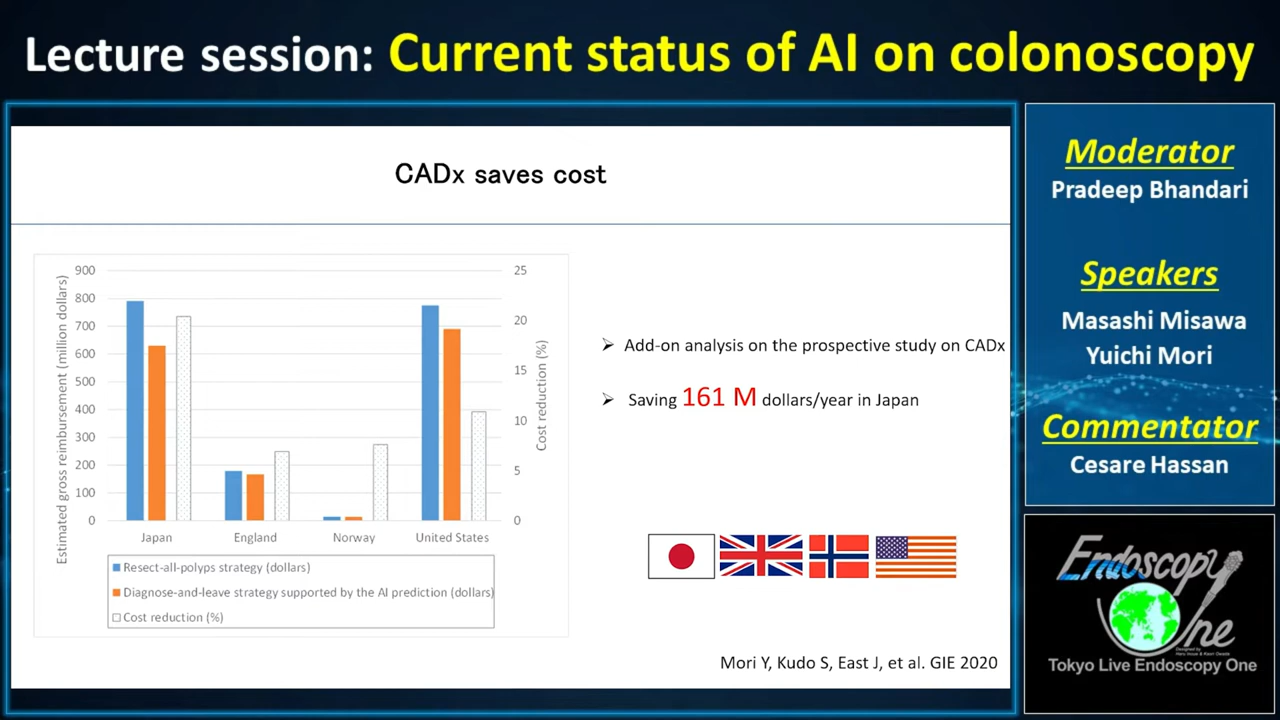 Lecture session: Current status of AI on colonoscopy
CADx saves cost
Estimated gross reimbursement (million dollars)
900
800
700
600
500
400
300
200
100
0
25
20
15
10
5
0
Cost reduction (%)
Japan
England
Norway
United States
Resect-all-polyps strategy (dollars)
Diagnose-and-leave strategy supported by the AI prediction (dollars)
Cost reduction (%)
➢ Add-on analysis on the prospective study on CADx
➢ Saving 161 M dollars/year in Japan
Mori Y, Kudo S, East J, et al. GIE 2020
Moderator
Pradeep Bhandari
Speakers
Masashi Misawa
Yuichi Mori
Commentator
Cesare Hassan
Endoscopy
One
Designed by
Tokyo Live Endoscopy One